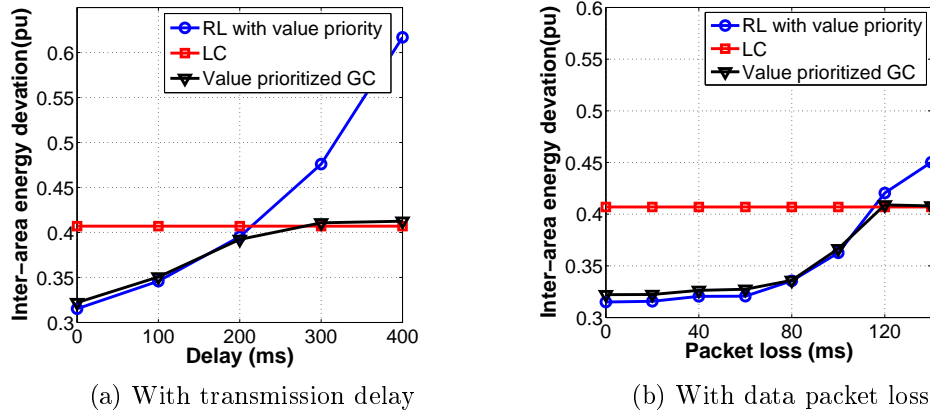 Inter-area energy devation(pu)
0.6
0.55
0.5
0.45
0.4
0.35
0.3
RL with value priority
LC
Value prioritized GC
0 100 200 300 400
Delay (ms)
(a) With transmission delay
Inter-area energy devation(pu)
0.6
0.55
0.5
0.45
0.4
0.35
0.3
RL with value priority
LC
Value prioritized GC
0 40 80 120
Packet loss (ms)
(b) With data packet loss